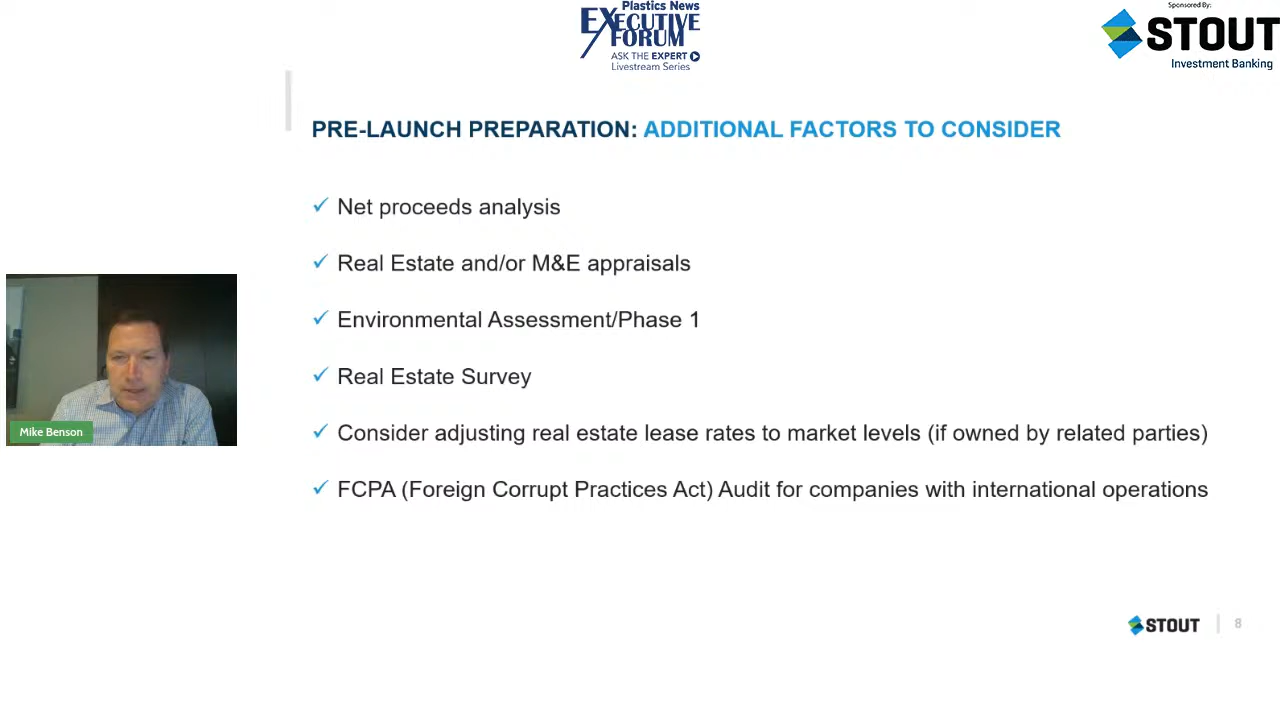 Plastics News
EXECUTIVE
FORUM
ASK THE EXPERT
Livestream Series
Sponsored By:
STOUT
Investment Banking
PRE-LAUNCH PREPARATION: ADDITIONAL FACTORS TO CONSIDER
Net proceeds analysis
Real Estate and/or M&E appraisals
Environmental Assessment/Phase 1
Real Estate Survey
Consider adjusting real estate lease rates to market levels (if owned by related parties)
FCPA (Foreign Corrupt Practices Act) Audit for companies with international operations
Mike Benson
STOUT
8